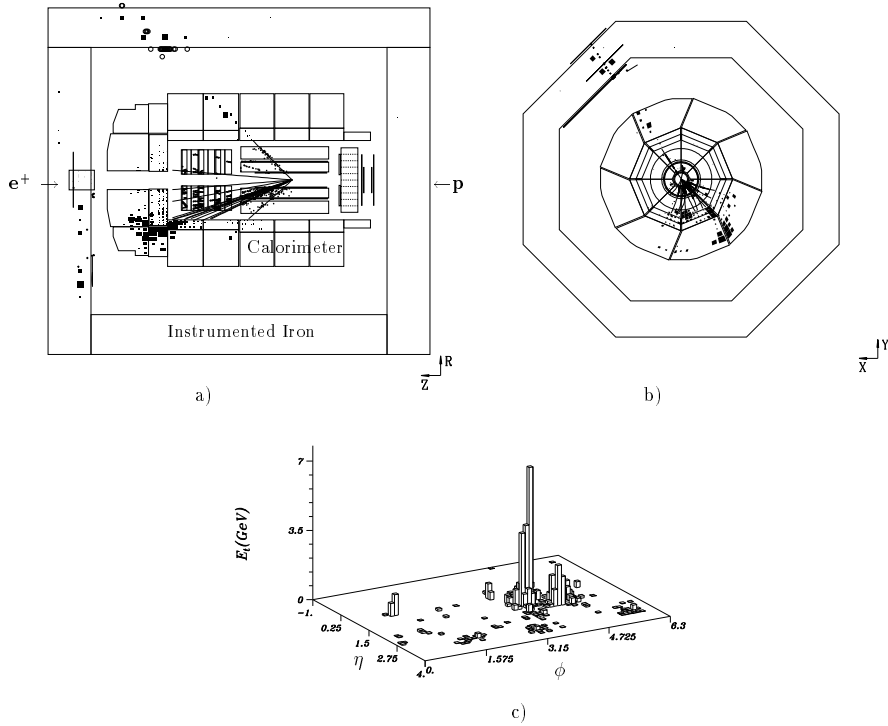 e+
p
Calorimeter
Instrumented Iron
R
Z
a)
Y
X
b)
7
3.5
0
Et(GeV)
-1.
0.25
1.5
2.75
4.
η
0.
1.575
3.15
4.725
6.3
ϕ
c)